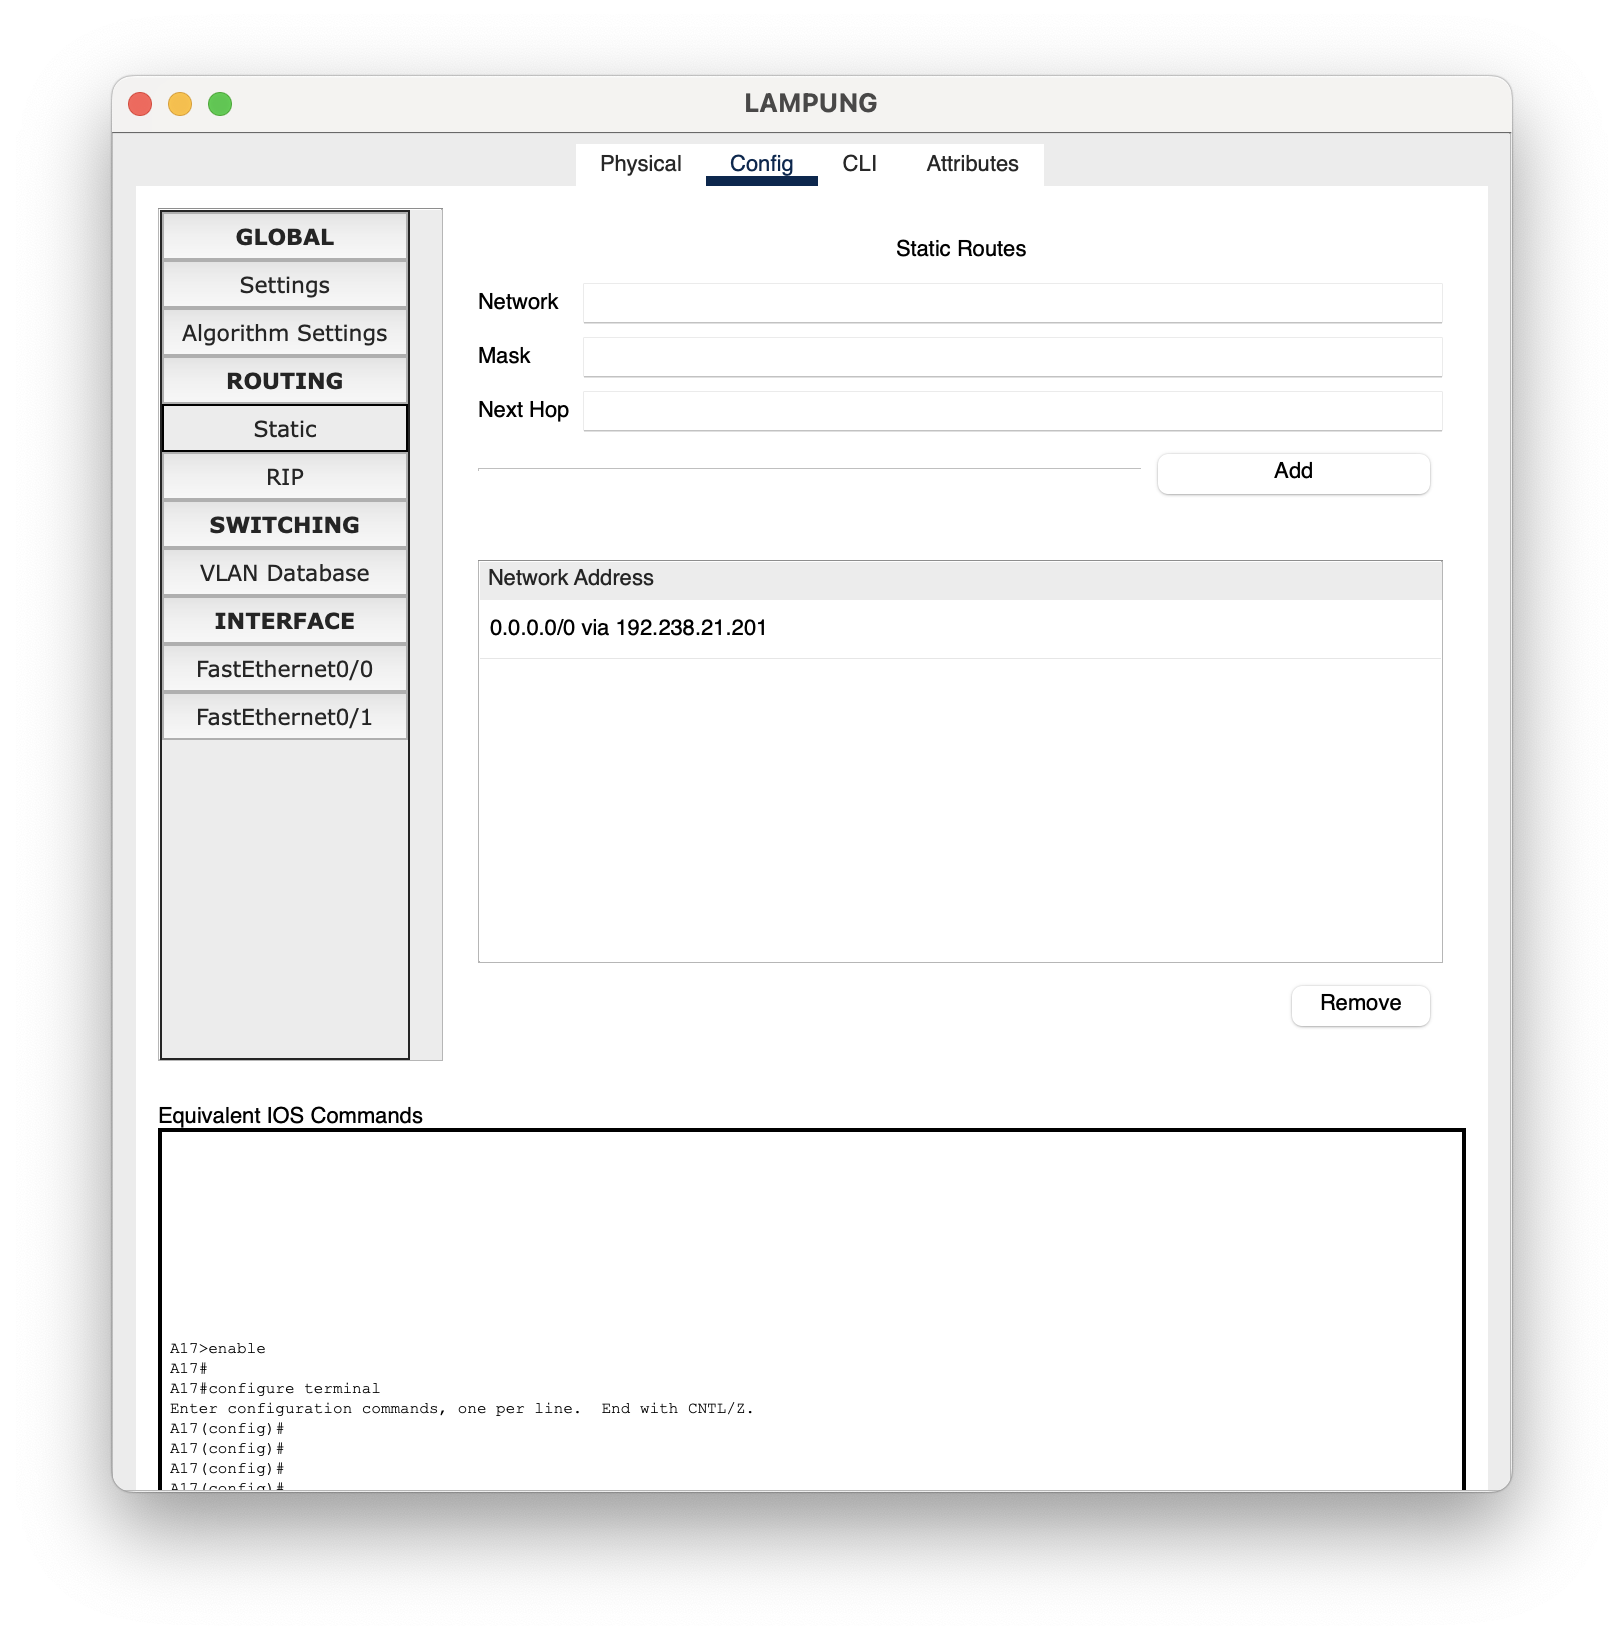 LAMPUNG
Physical Config CLI Attributes
GLOBAL
Settings
Algorithm Settings
ROUTING
Static
RIP
SWITCHING
VLAN Database
INTERFACE
FastEthernet0/0
FastEthernet0/1
Static Routes
Network
Mask
Next Hop
Add
Network Address
0.0.0.0/0 via 192.238.21.201
Remove
Equivalent IOS Commands
A17>enable
A17#
A17#configure terminal
Enter configuration commands, one per line.  End with CNTL/Z.
A17(config)#
A17(config)#
A17(config)#
A17(config)#